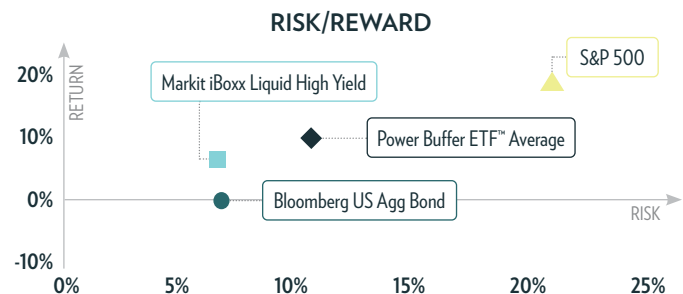 RISK/REWARD
20%
10%
0%
-10%
RETURN
Markit iBoxx Liquid High Yield
S&P 500
Power Buffer ETF™ Average
Bloomberg US Agg Bond
RISK
0%
5%
10%
15%
20%
25%